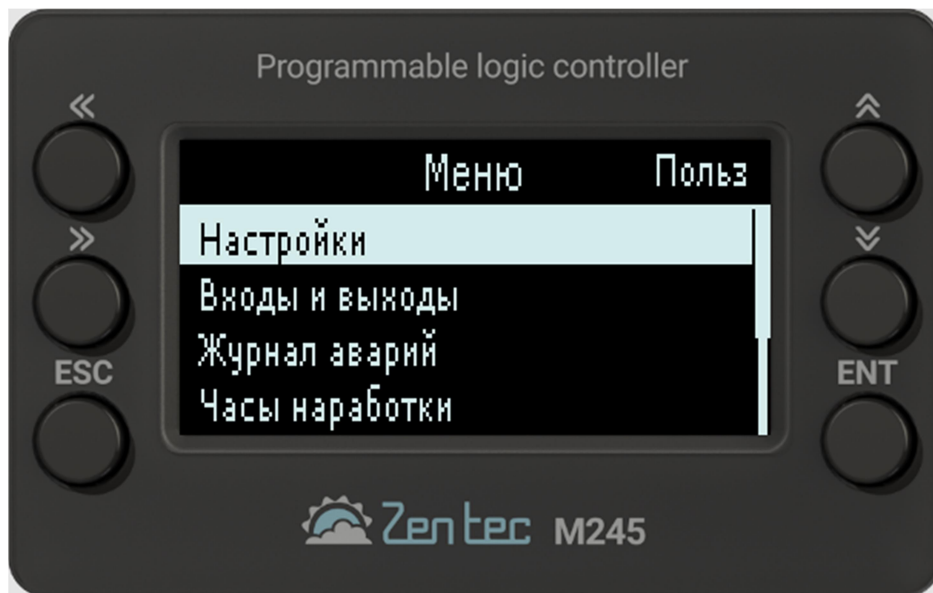 Programmable logic controller
Меню Польз
Настройки
Входы и выходы
Журнал аварий
Часы наработки
ESC
ENT
Zentec M245